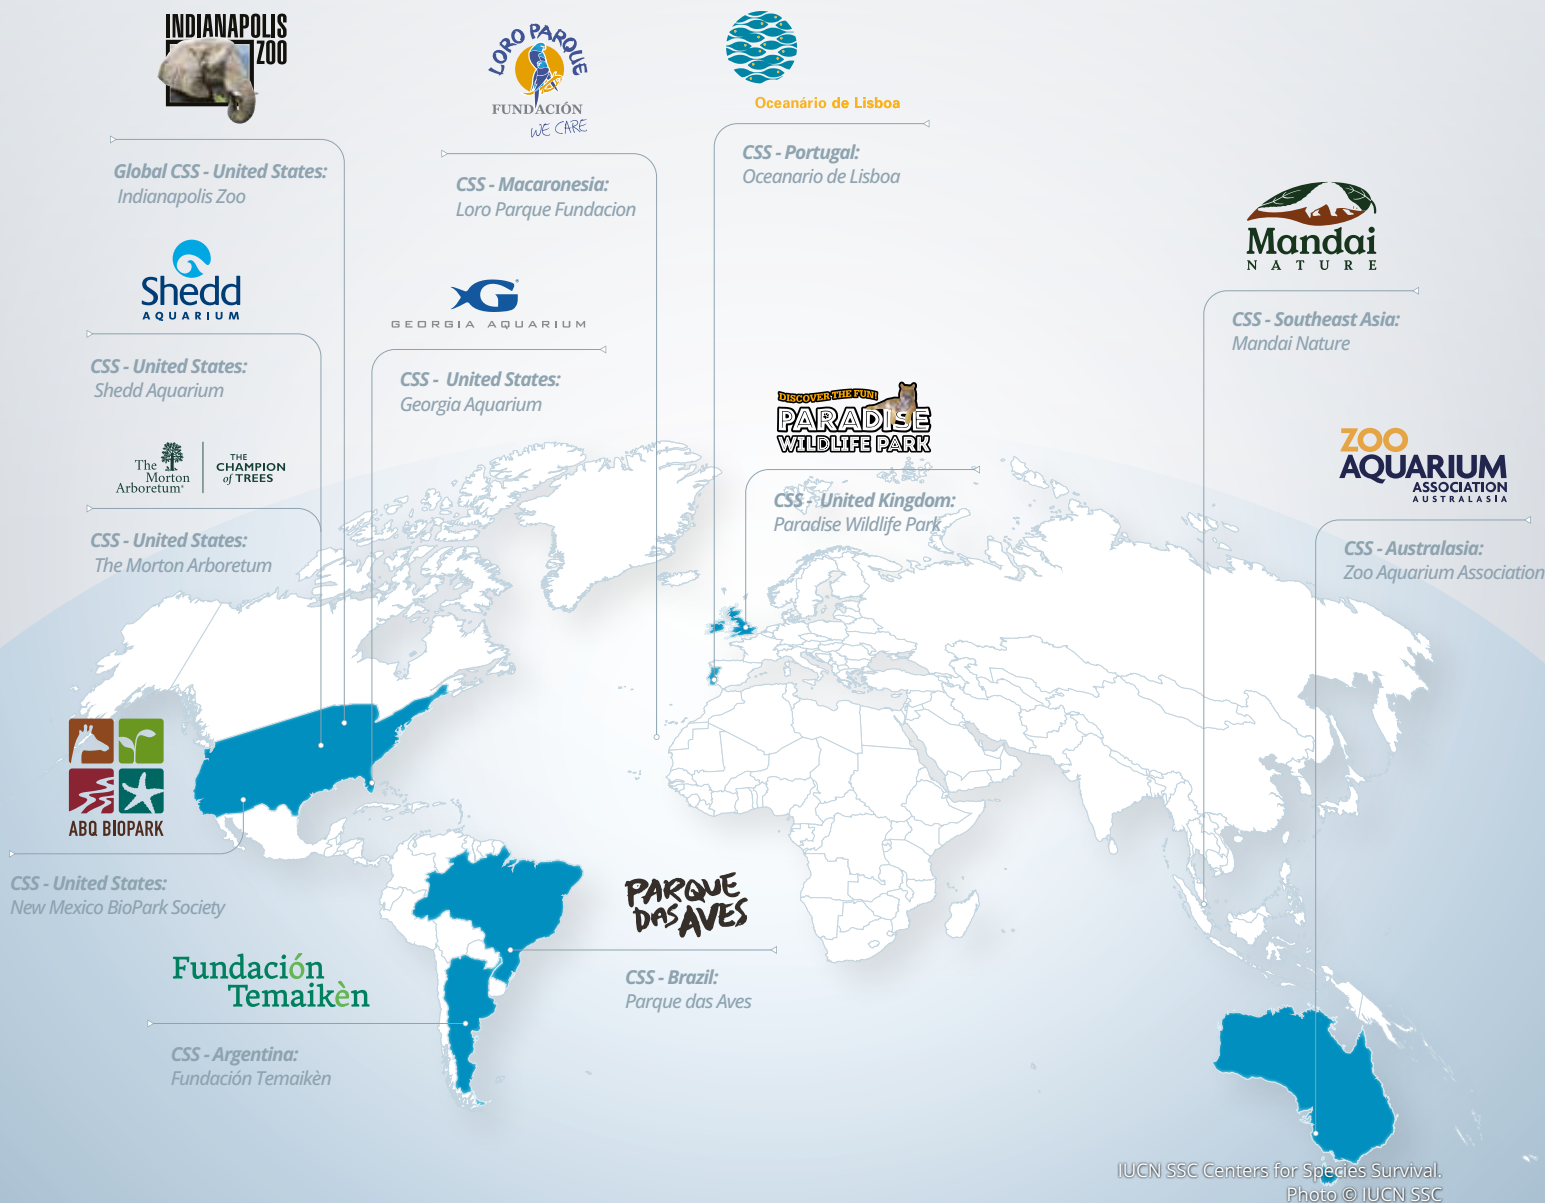 INDIANAPOLIS
ZOO
Global CSS - United States:
Indianapolis Zoo
LORO PARQUE
FUNDACIÓN
WE CARE
CSS - Macaronesia:
Loro Parque Fundacion
Oceanário de Lisboa
CSS - Portugal:
Oceanario de Lisboa
Mandai
NATURE
CSS - Southeast Asia:
Mandai Nature
Shedd
AQUARIUM
CSS - United States:
Shedd Aquarium
G
GEORGIA AQUARIUM
CSS - United States:
Georgia Aquarium
DISCOVER THE FUN!
PARADISE
WILDLIFE PARK
CSS - United Kingdom:
Paradise Wildlife Park
ZOO
AQUARIUM
ASSOCIATION
AUSTRALASIA
CSS - Australasia:
Zoo Aquarium Association
The
Morton
Arboretum
THE
CHAMPION
of TREES
CSS - United States:
The Morton Arboretum
ABQ BIOPARK
CSS - United States:
New Mexico BioPark Society
PARQUE
DAS AVES
CSS - Brazil:
Parque das Aves
Fundación
Temaikèn
CSS - Argentina:
Fundación Temaikèn
IUCN SSC Centers for Species Survival.
Photo © IUCN SSC